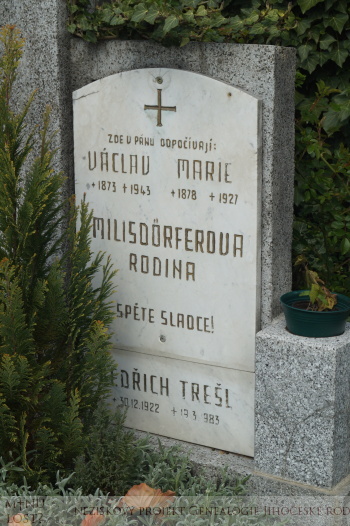 ZDE V PÁNU ODPOČÍVAJÍ:
VÁCLAV MARIE
* 1873 + 1943 * 1878 + 1927
MILISDÖRFEROVA
RODINA
SPĚTE SLADCE!
EDŘICH TREŠL
30.12.1922 + 19.3.1983
NEZISKOVÝ PROJEKT GENEALOGIE JIHOČESKÉ ROD